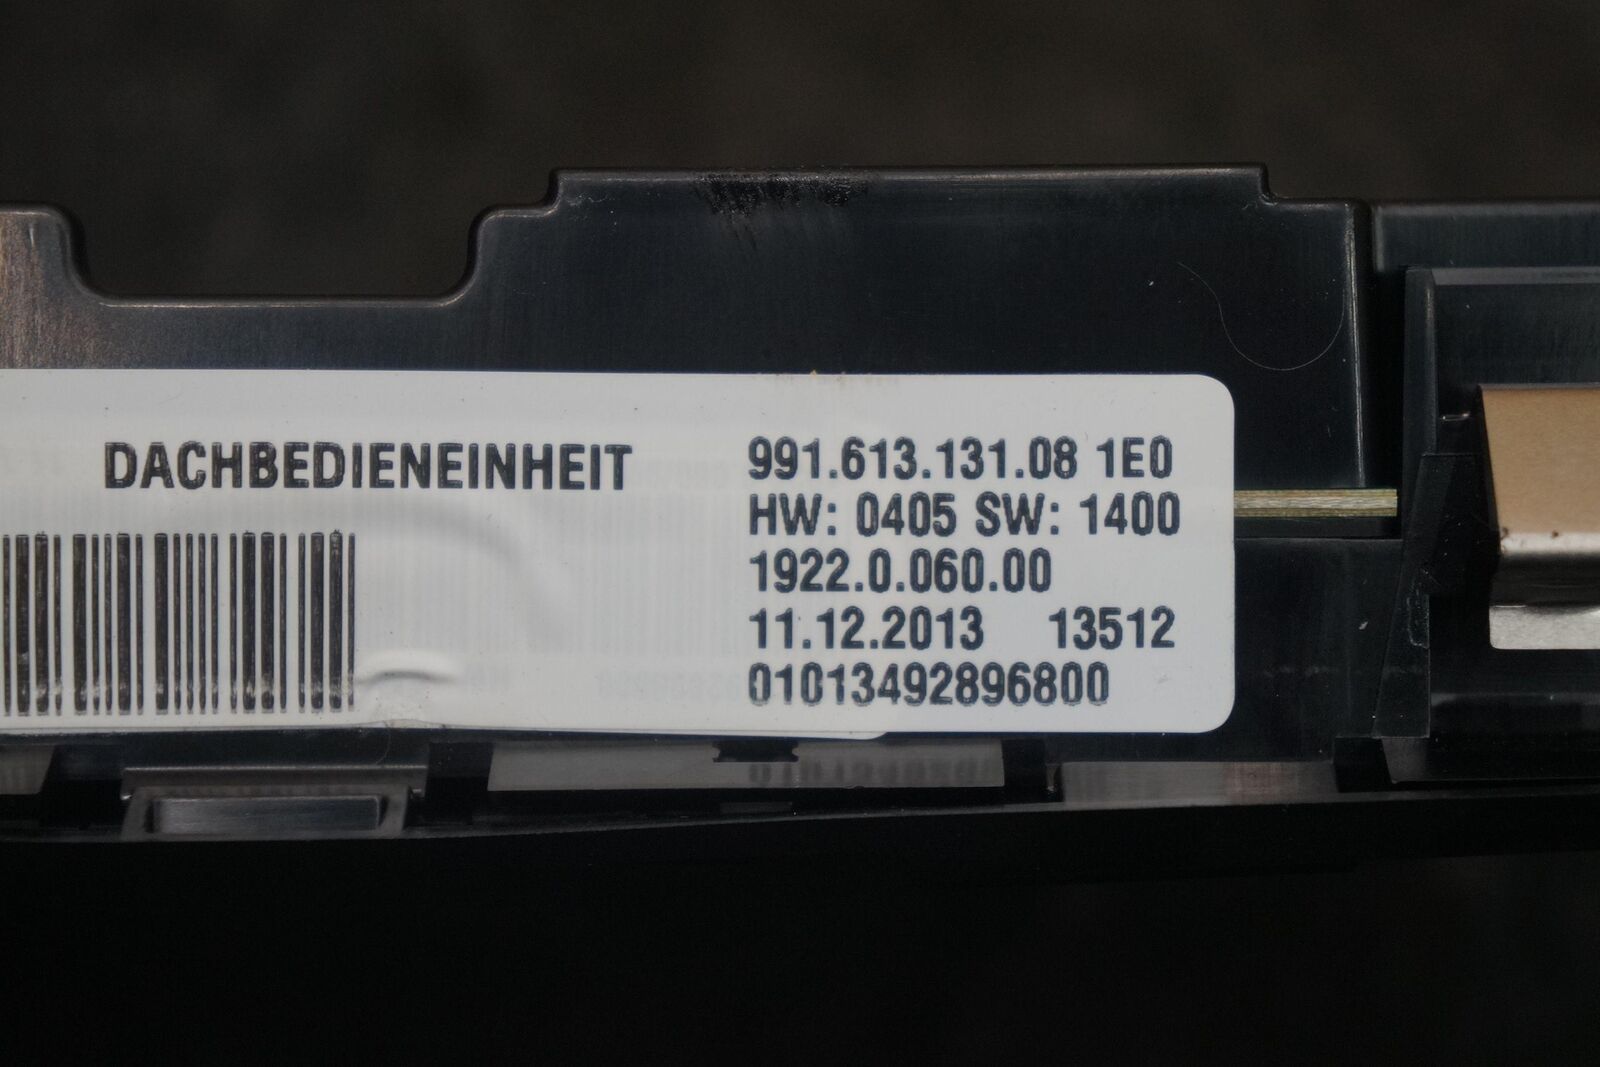 DACHBEDIENEINHEIT
991.613.131.08 1E0
HW: 0405 SW: 1400
1922.0.060.00
11.12.2013 13512
01013492896800